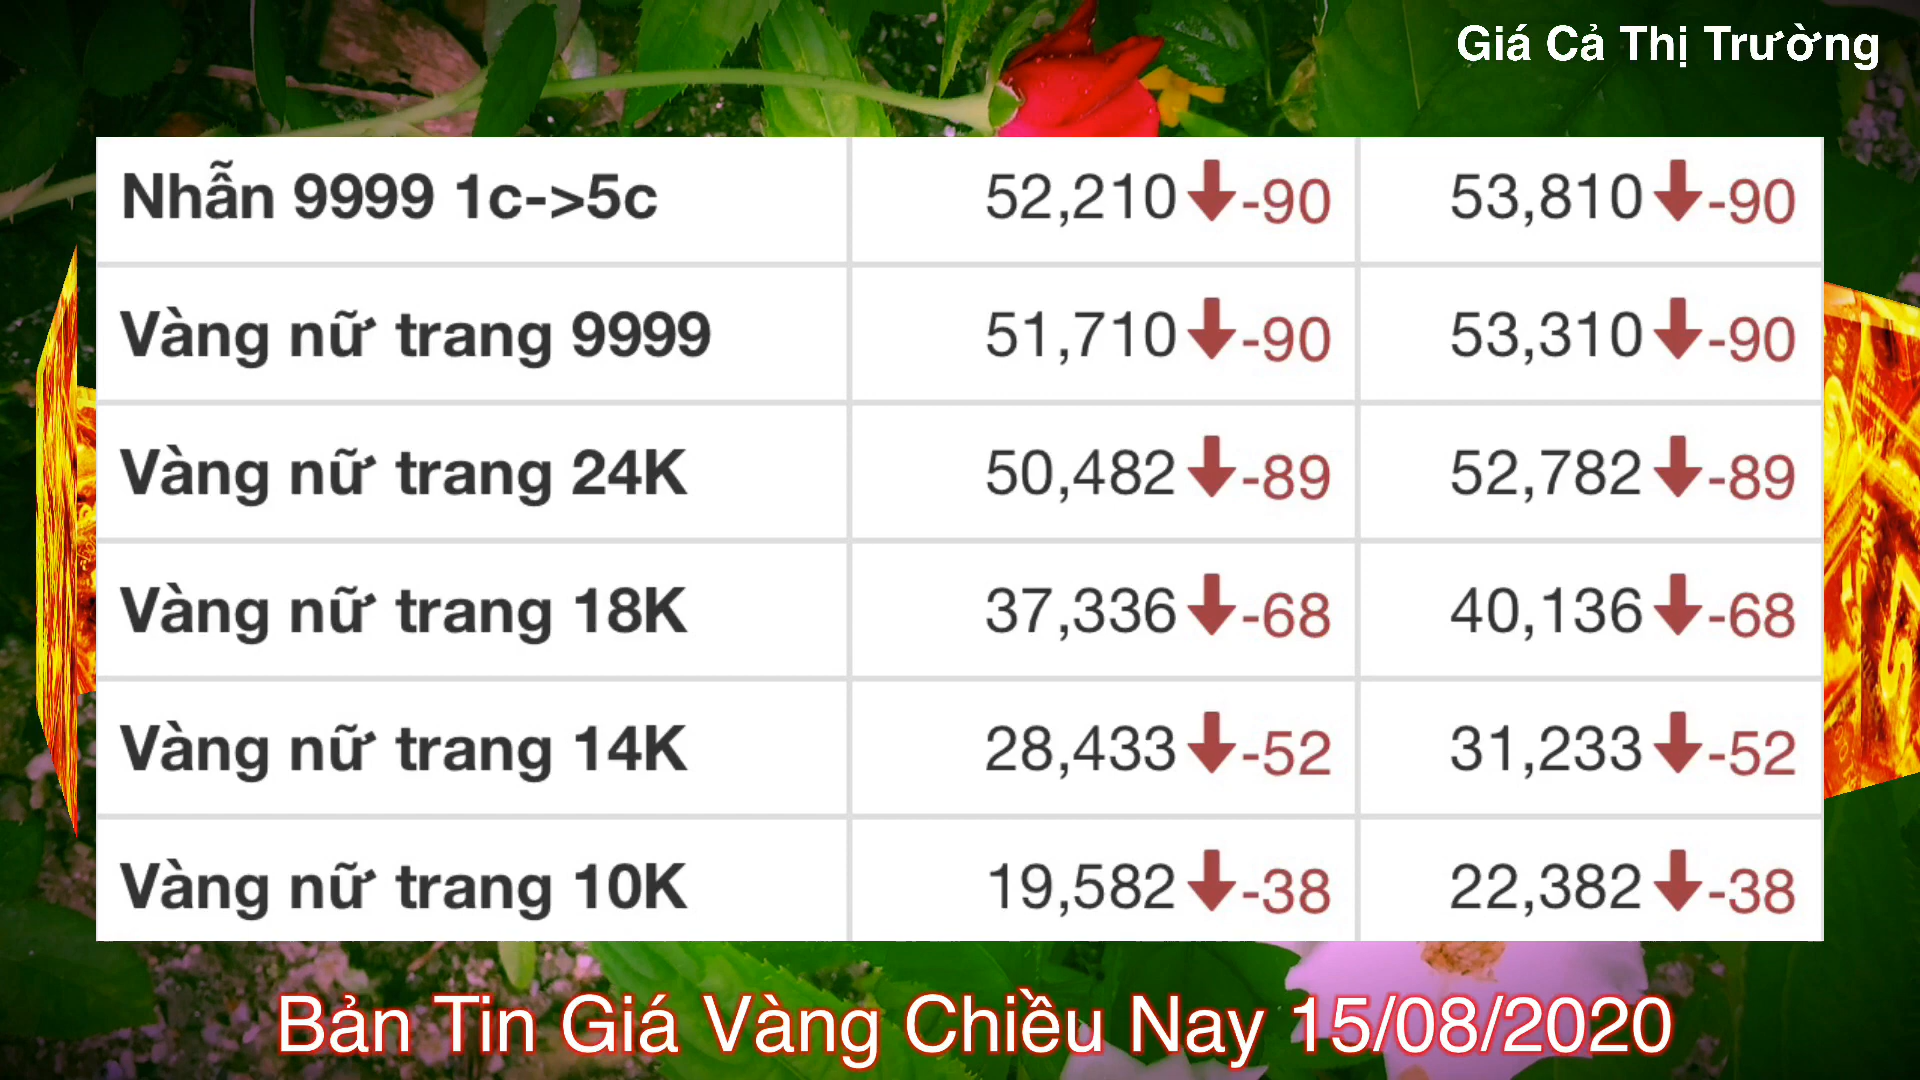 Giá Cả Thị Trường
Nhẫn 9999 1c->5c 52,210 -90 53,810 -90
Vàng nữ trang 9999 51,710 -90 53,310 -90
Vàng nữ trang 24K 50,482 -89 52,782 -89
Vàng nữ trang 18K 37,336 -68 40,136 -68
Vàng nữ trang 14K 28,433 -52 31,233 -52
Vàng nữ trang 10K 19,582 -38 22,382 -38
Bản Tin Giá Vàng Chiều Nay 15/08/2020